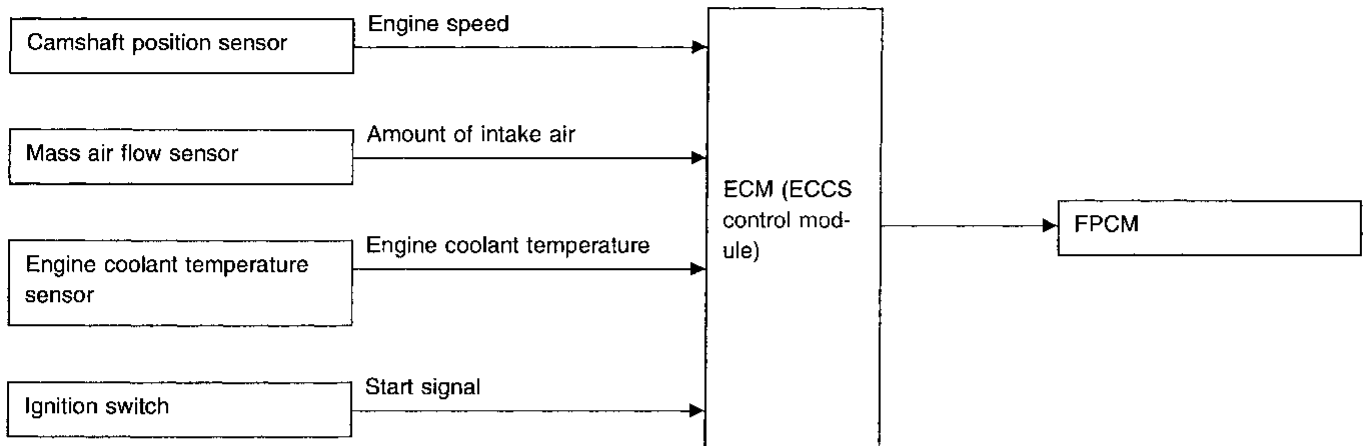 Camshaft position sensor
Engine speed
Mass air flow sensor
Amount of intake air
Engine coolant temperature
sensor
Engine coolant temperature
Ignition switch
Start signal
ECM (ECCS
control mod-
ule)
FPCM